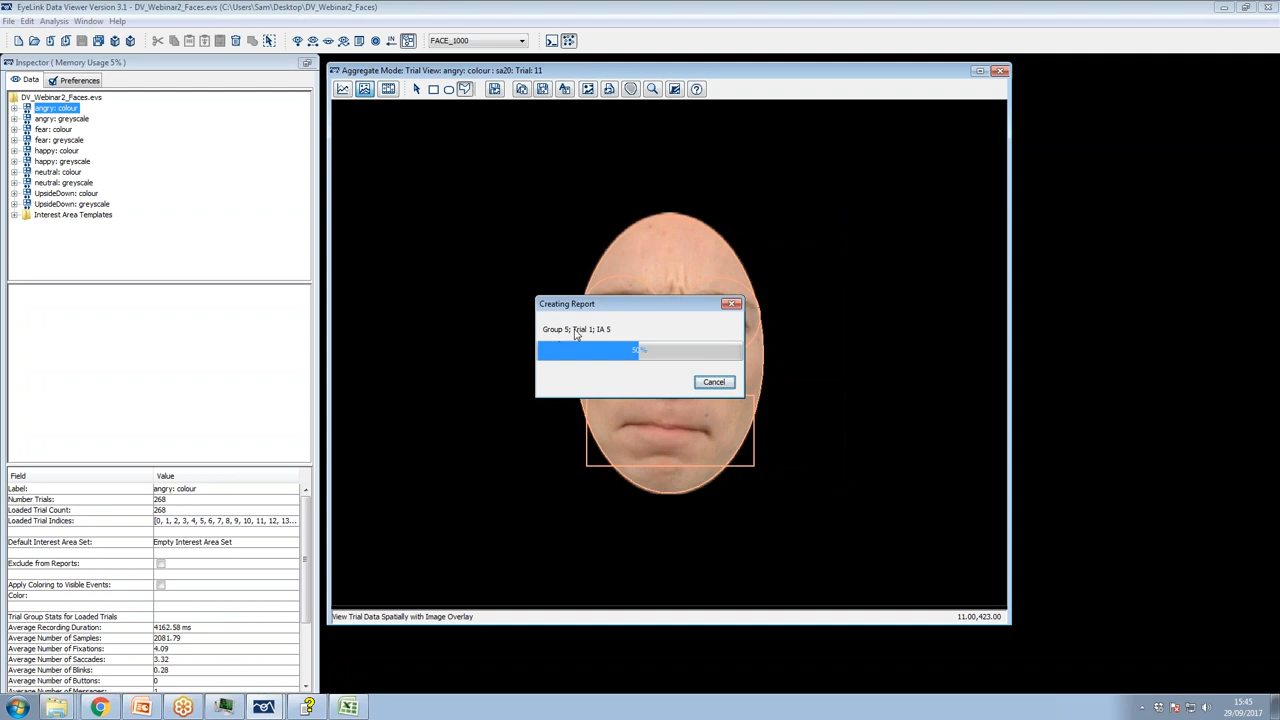 EyeLink Data Viewer Version 3.1 - DV_Webinar2_Faces.evs (C:\Users\Sam\Desktop\DV_Webinar2_Faces)
File Edit Analysis Window Help
FACE_1000
Inspector ( Memory Usage 5% )
Data Preferences
DV_Webinar2_Faces.evs
angry: colour
angry: greyscale
fear: colour
fear: greyscale
happy: colour
happy: greyscale
neutral: colour
neutral: greyscale
UpsideDown: colour
UpsideDown: greyscale
Interest Area Templates
Field Value
Label: angry: colour
Number Trials: 268
Loaded Trial Count: 268
Loaded Trial Indices: [0, 1, 2, 3, 4, 5, 6, 7, 8, 9, 10, 11, 12, 13...
Default Interest Area Set: Empty Interest Area Set
Exclude from Reports:
Apply Coloring to Visible Events:
Color:
Trial Group Stats for Loaded Trials
Average Recording Duration: 4162.58 ms
Average Number of Samples: 2081.79
Average Number of Fixations: 4.09
Average Number of Saccades: 3.32
Average Number of Blinks: 0.28
Average Number of Buttons: 0
Average Number of Messages: 1
Aggregate Mode: Trial View: angry: colour : sa20: Trial: 11
Creating Report
Group 5; Trial 1; IA 5
50%
Cancel
View Trial Data Spatially with Image Overlay 11.00,423.00
15:45
29/09/2017